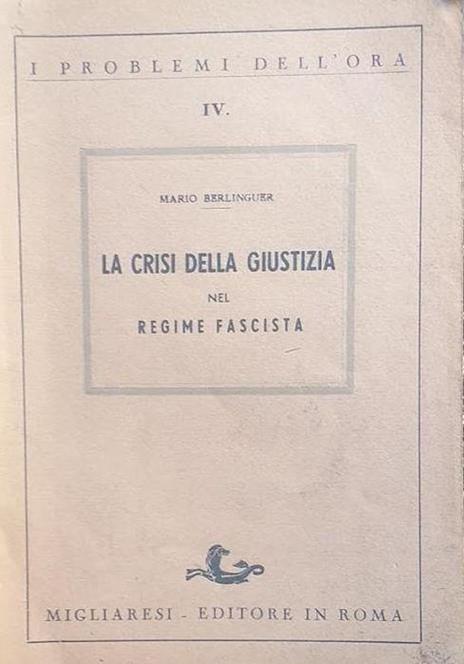 I PROBLEMI DELL'ORA
IV.
MARIO BERLINGUER
LA CRISI DELLA GIUSTIZIA
NEL
REGIME FASCISTA
MIGLIARESI - EDITORE IN ROMA